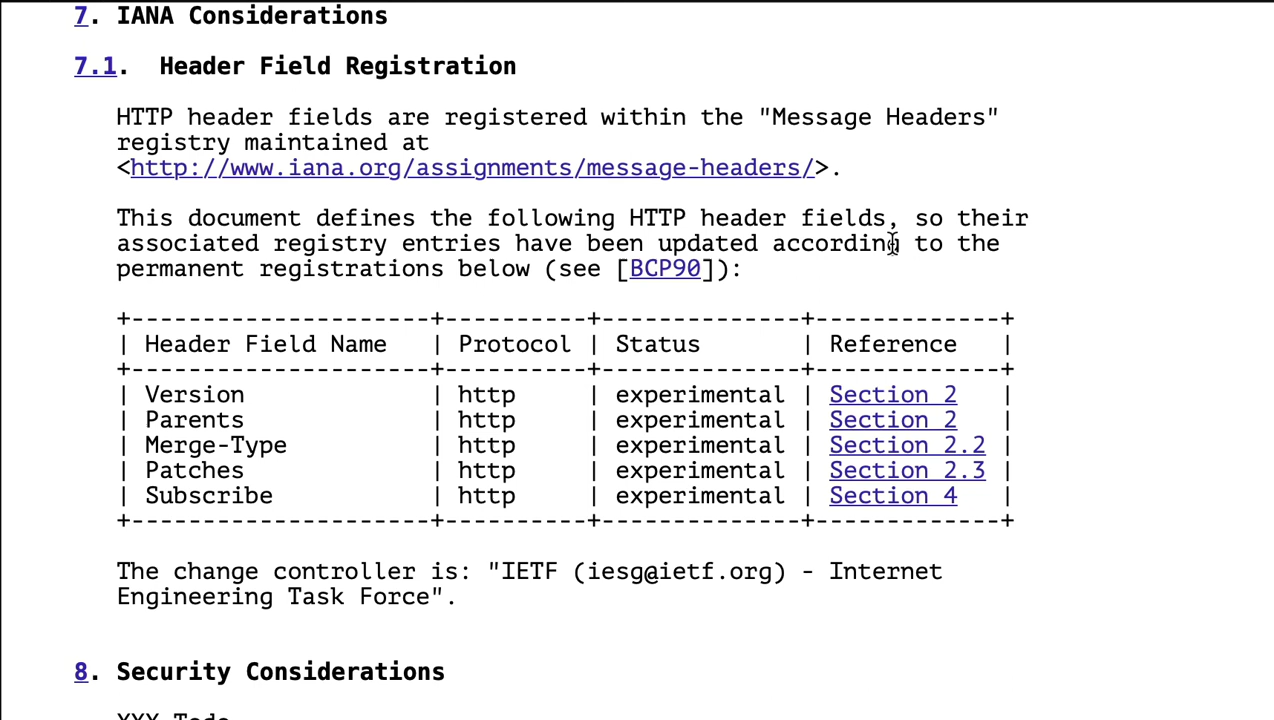 7. IANA Considerations
7.1. Header Field Registration
HTTP header fields are registered within the "Message Headers"
registry maintained at
<http://www.iana.org/assignments/message-headers/>.
This document defines the following HTTP header fields, so their
associated registry entries have been updated according to the
permanent registrations below (see [BCP90]):
+----------------------+----------+---------------+-------------+
| Header Field Name | Protocol | Status | Reference |
+----------------------+----------+---------------+-------------+
| Version | http | experimental | Section 2 |
| Parents | http | experimental | Section 2 |
| Merge-Type | http | experimental | Section 2.2 |
| Patches | http | experimental | Section 2.3 |
| Subscribe | http | experimental | Section 4 |
+----------------------+----------+---------------+-------------+
The change controller is: "IETF (iesg@ietf.org) - Internet
Engineering Task Force".
8. Security Considerations
XXX Todo